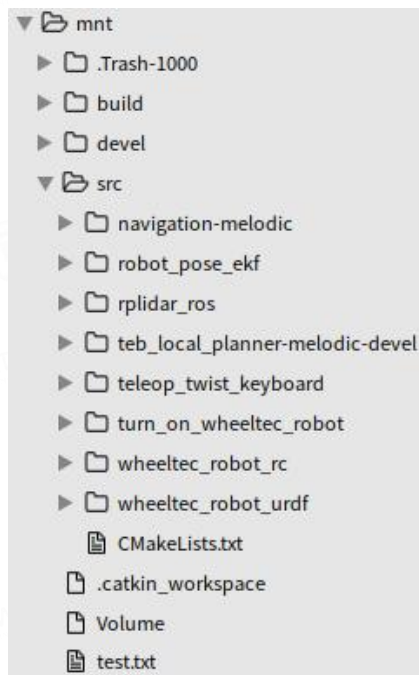 mnt
.Trash-1000
build
devel
src
navigation-melodic
robot_pose_ekf
rplidar_ros
teb_local_planner-melodic-devel
teleop_twist_keyboard
turn_on_wheeltec_robot
wheeltec_robot_rc
wheeltec_robot_urdf
CMakeLists.txt
.catkin_workspace
Volume
test.txt